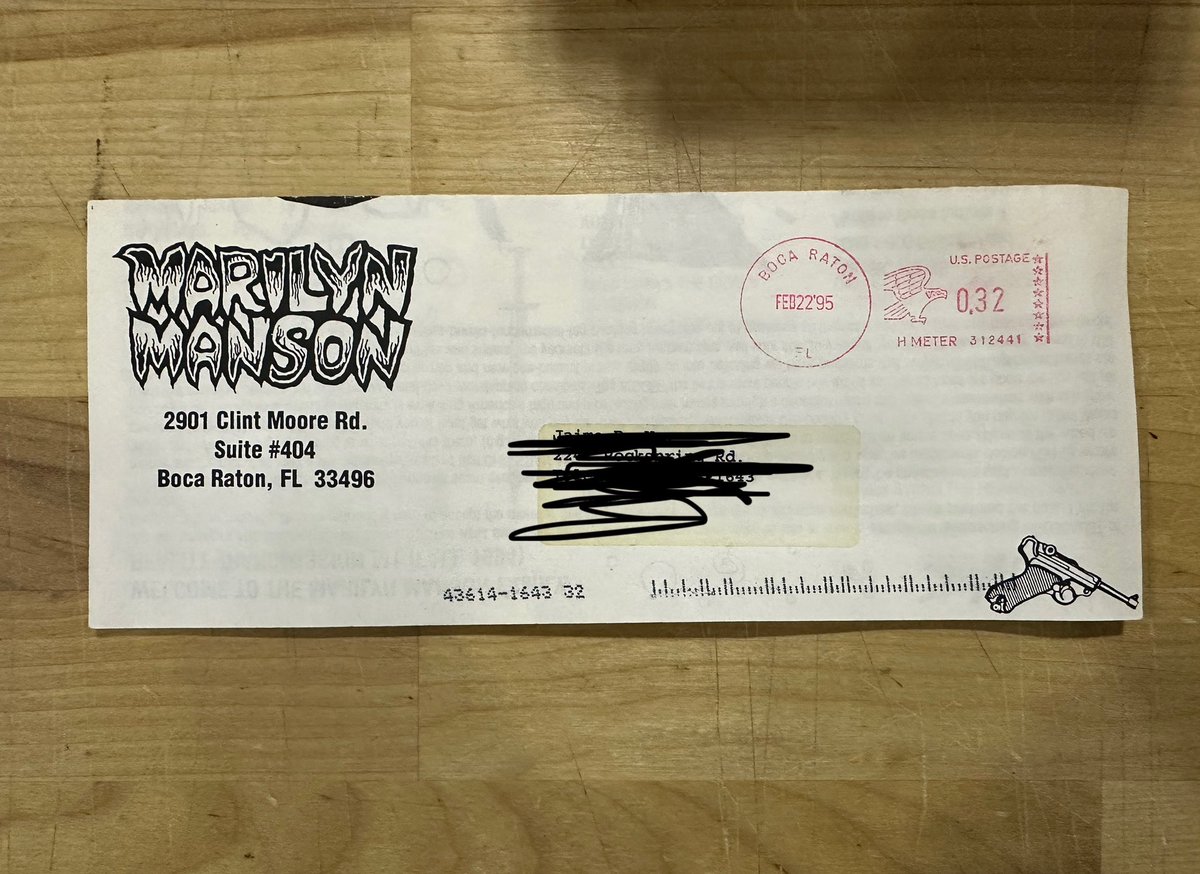 MARILYN
MANSON
2901 Clint Moore Rd.
Suite #404
Boca Raton, FL 33496
BOCA RATON
FEB22'95
FL
U.S. POSTAGE
0.32
H METER 312441
Rd.
43614-1643 32